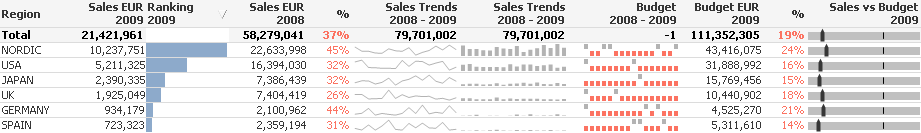 Region Sales EUR 2009 Ranking 2009 Sales EUR 2008 % Sales Trends 2008 - 2009 Sales Trends 2008 - 2009 Budget 2008 - 2009 Budget EUR 2009 % Sales vs Budget 2009
Total 21,421,961 58,279,041 37% 79,701,002 79,701,002 -1 111,352,305 19%
NORDIC 10,237,751 22,633,998 45% 43,416,075 24%
USA 5,211,325 16,394,030 32% 31,888,992 16%
JAPAN 2,390,335 7,386,439 32% 15,769,456 15%
UK 1,925,049 7,404,419 26% 10,440,902 18%
GERMANY 934,179 2,100,962 44% 4,525,270 21%
SPAIN 723,323 2,359,194 31% 5,311,610 14%